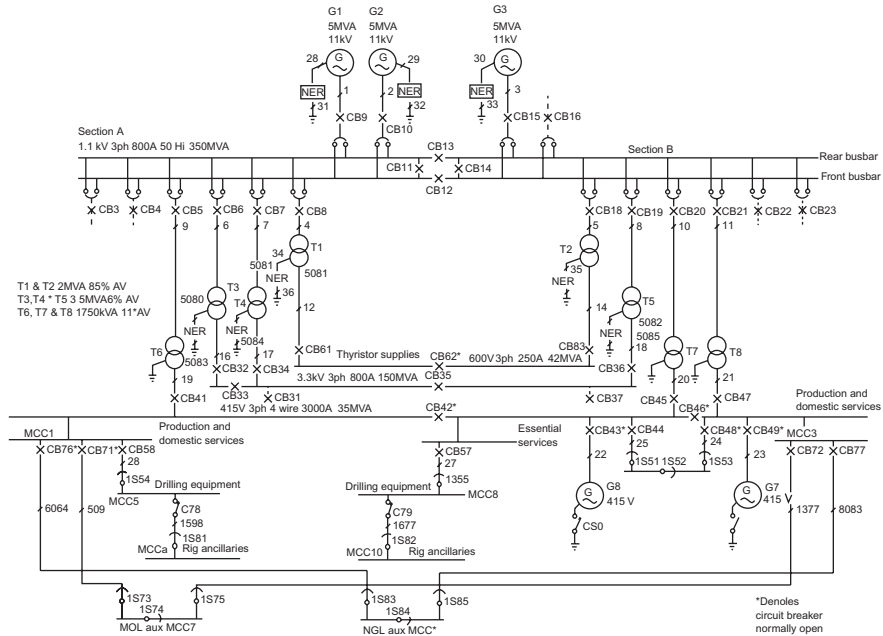 G1
5MVA
11kV
G2
5MVA
11kV
G3
5MVA
11kV
28 G G 29 30 G
NER 1 2 NER NER 3
31 32 33
CB9 CB10 CB15 CB16
Section A
1.1 kV 3ph 800A 50 Hi 350MVA
CB13
Section B
Rear busbar
CB11 CB14
CB12
Front busbar
CB3 CB4 CB5 CB6 CB7 CB8 CB18 CB19 CB20 CB21 CB22 CB23
9 6 7 4 5 8 10 11
34 T1 T2
5081 5081 35
NER NER
36
T1 & T2 2MVA 85% AV
T3,T4 * T5 3 5MVA6% AV
T6, T7 & T8 1750kVA 11*AV
5080 T3 T4 T5
12 14
NER NER NER 5082
5084 5085
T6 5083 T7 T8
16 17 18
CB61 CB83
Thyristor supplies
CB62*
600V 3ph 250A 42MVA
CB32 CB34 CB36
19 20 21
3.3kV 3ph 800A 150MVA
CB35
CB33
CB31 CB37
CB41 CB45 CB47
415V 3ph 4 wire 3000A 35MVA
CB42* CB46*
Production and
domestic services
MCC1
Production and
domestic services
Essential
services
CB43* CB44 CB48* CB49*
MCC3
CB76* CB71* CB58 CB57 CB72 CB77
28 27 22 25 24 23
1S54 1355 1S51 1S52 1S53
Drilling equipment
MCC5
Drilling equipment
MCC8
G8
415 V
G
G7
415 V
G
6064 509 1377 8083
C78 C79 CS0
1598 1677
1S81 1S82
MCCa Rig ancillaries
MCC10 Rig ancillaries
1S73 1S75 1S83 1S85
1S74 1S84
MOL aux MCC7
NGL aux MCC*
*Denoles
circuit breaker
normally open